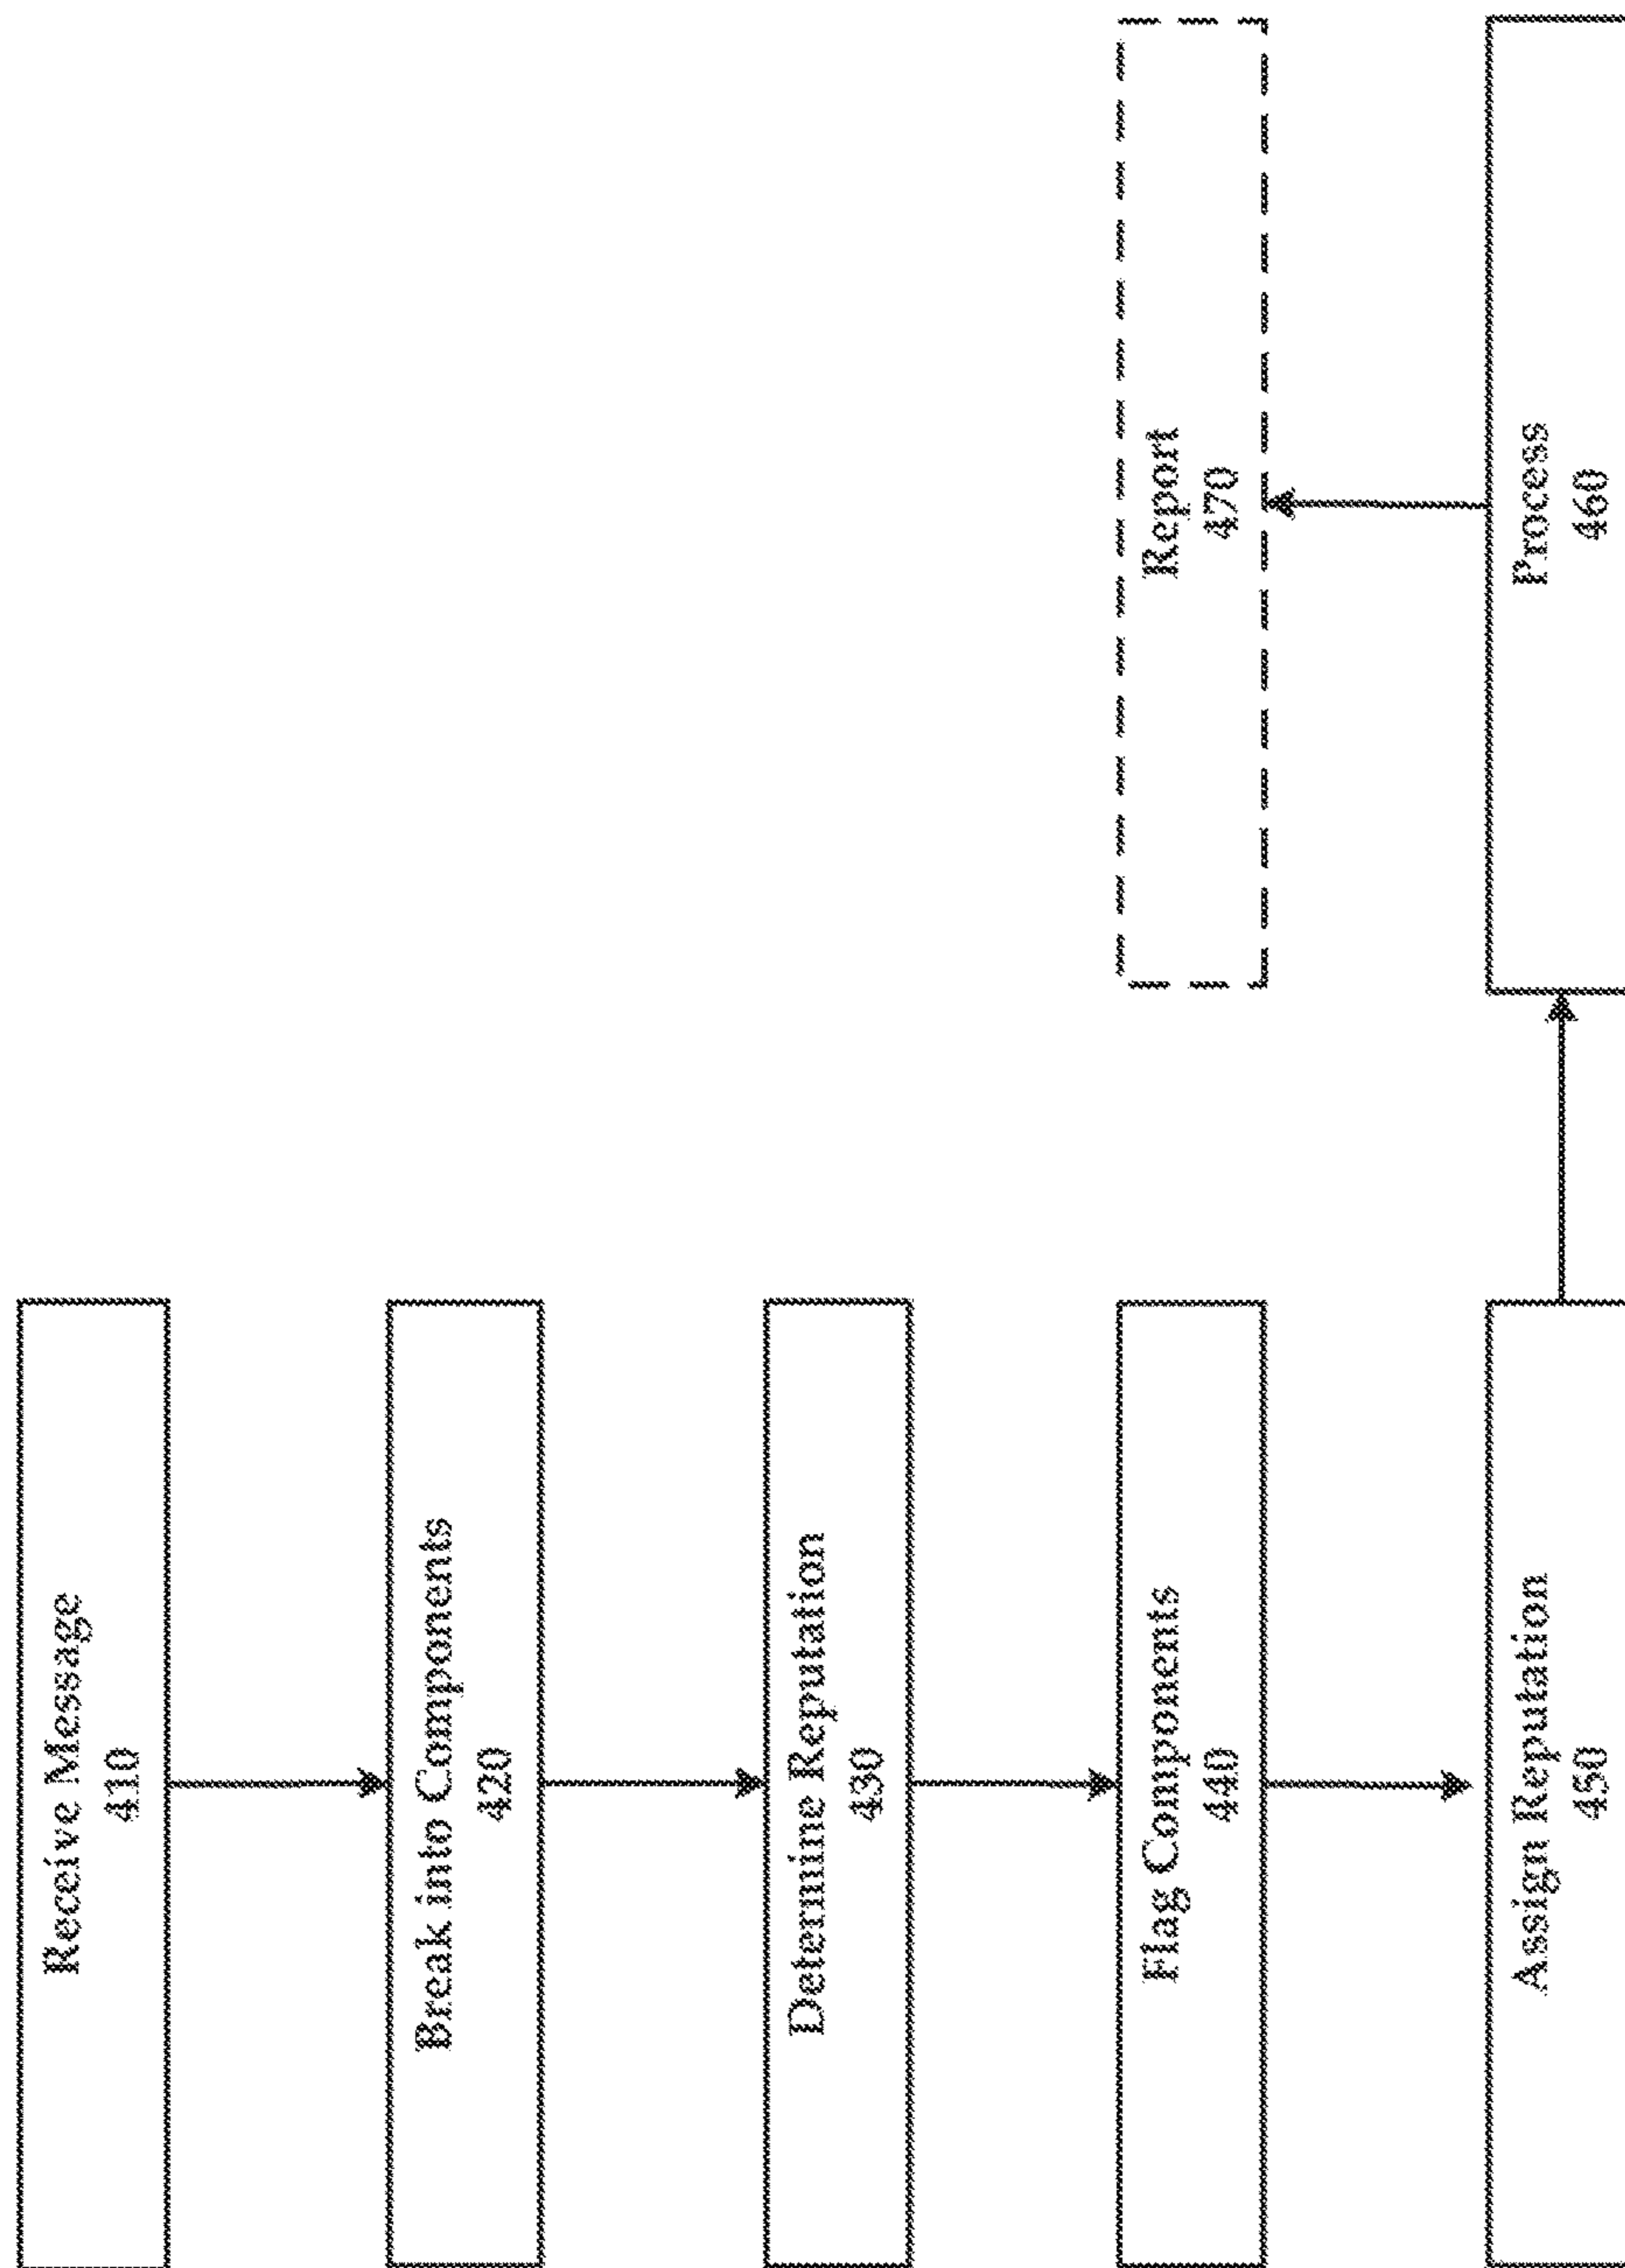 Receive Message
410
Break into Components
420
Determine Reputation
430
Flag Components
440
Assign Reputation
450
Process
460
Report
470